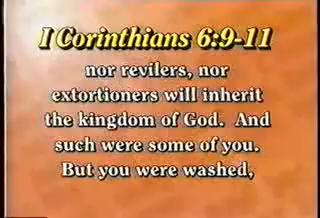 I Corinthians 6:9-11
nor revilers, nor
extortioners will inherit
the kingdom of God.  And
such were some of you.
But you were washed,